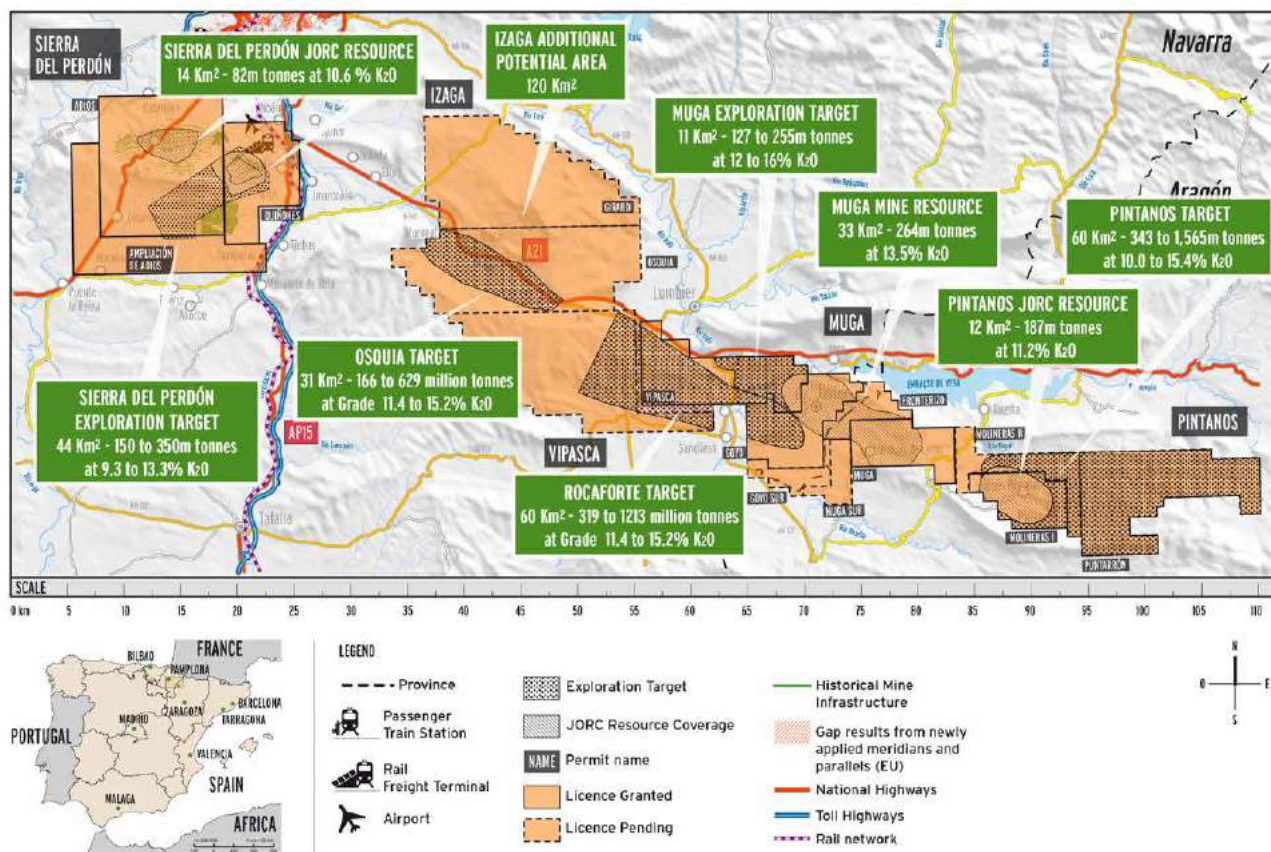 SIERRA
DEL PERDÓN
SIERRA DEL PERDÓN JORC RESOURCE
14 Km² - 82m tonnes at 10.6 % K₂O
IZAGA ADDITIONAL
POTENTIAL AREA
120 Km²
Navarra
Aragón
ADIOS
IZAGA
MUGA EXPLORATION TARGET
11 Km² - 127 to 255m tonnes
at 12 to 16% K₂O
MUGA MINE RESOURCE
33 Km² - 264m tonnes
at 13.5% K₂O
PINTANOS TARGET
60 Km² - 343 to 1,565m tonnes
at 10.0 to 15.4% K₂O
GIRARDI
QUIÑONES
AMPLIACIÓN
DE ADIOS
A21
OSQUIA
Lumbier
Puente
la Reina
PINTANOS JORC RESOURCE
12 Km² - 187m tonnes
at 11.2% K₂O
MUGA
OSQUIA TARGET
31 Km² - 166 to 629 million tonnes
at Grade 11.4 to 15.2% K₂O
SIERRA DEL PERDÓN
EXPLORATION TARGET
44 Km² - 150 to 350m tonnes
at 9.3 to 13.3% K₂O
EMBALSE DE YESA
VIPASCA
FRONTERIZO
AP15
VIPASCA
GOYO
MOLINERAS II
PINTANOS
ROCAFORTE TARGET
60 Km² - 319 to 1213 million tonnes
at Grade 11.4 to 15.2% K₂O
MUGA
GOYO SUR
MUGA SUR
Tafalla
MOLINERAS I
PUNTARRÓN
SCALE
0 km 5 10 15 20 25 30 35 40 45 50 55 60 65 70 75 80 85 90 95 100 105 110
FRANCE
BILBAO
PAMPLONA
BARCELONA
ZARAGOZA
TARRAGONA
MADRID
PORTUGAL
VALENCIA
SPAIN
MALAGA
AFRICA
LEGEND
Province
Passenger
Train Station
Rail
Freight Terminal
Airport
Exploration Target
JORC Resource Coverage
NAME Permit name
Licence Granted
Licence Pending
Historical Mine
Infrastructure
Gap results from newly
applied meridians and
parallels (EU)
National Highways
Toll Highways
Rail network
N
O E
S